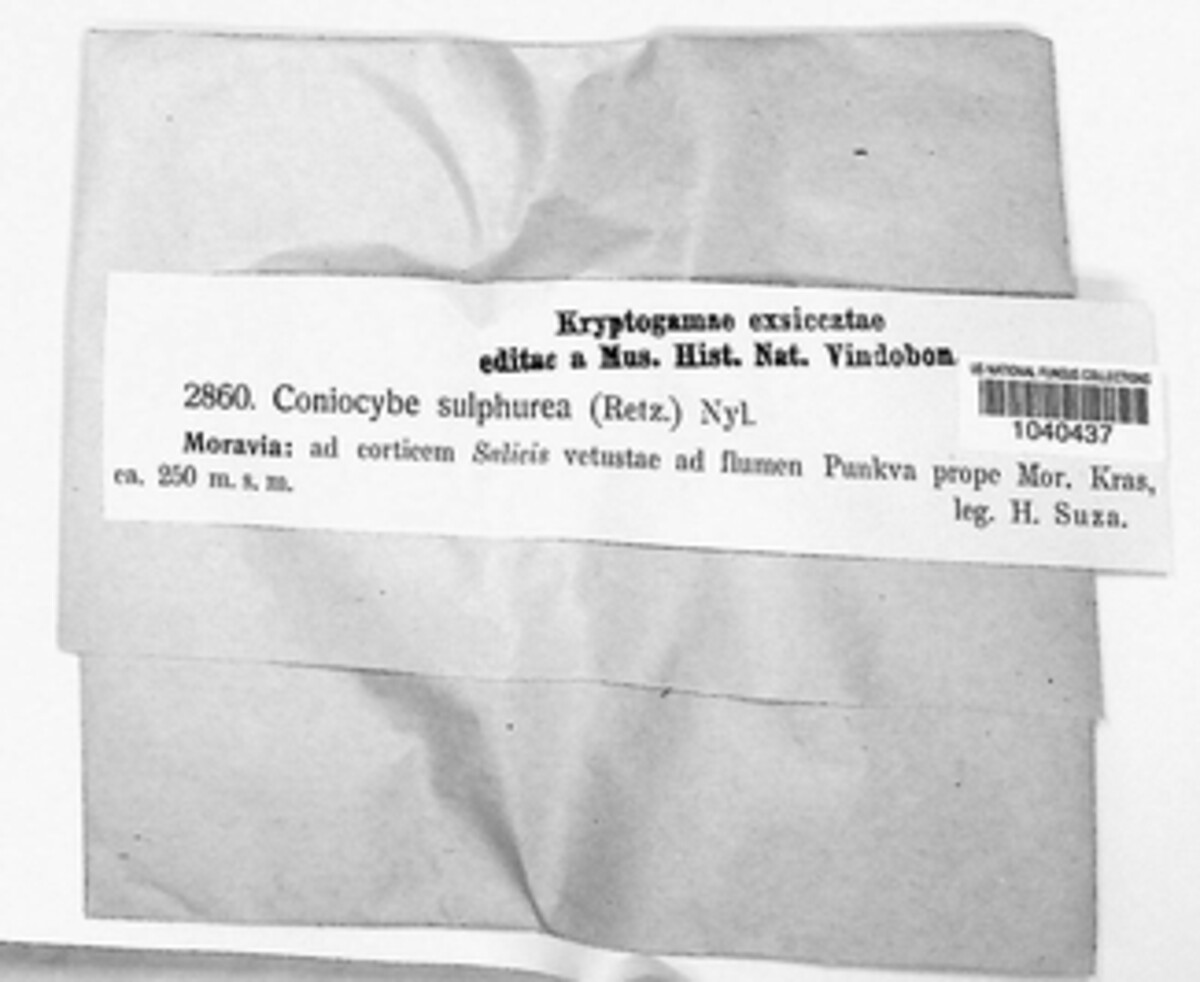 Kryptogamae exsiccatae
editae a Mus. Hist. Nat. Vindobon
US NATIONAL FUNGUS COLLECTIONS
1040437
2860. Coniocybe sulphurea (Retz.) Nyl.
Moravia: ad corticem Salicis vetustae ad flumen Punkva prope Mor. Kras,
ca. 250 m. s. m.
leg. H. Suza.